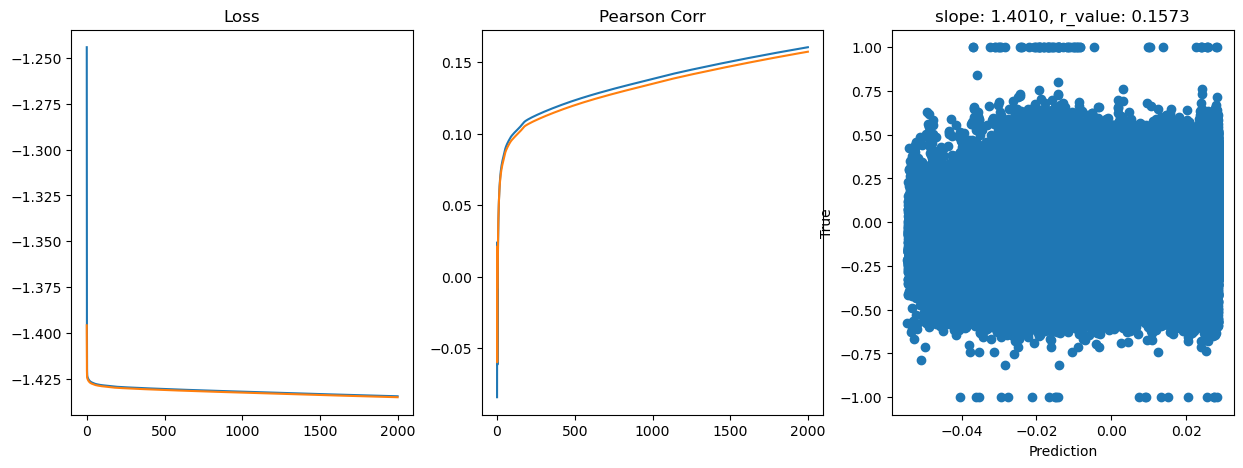 Loss
−1.250
−1.275
−1.300
−1.325
−1.350
−1.375
−1.400
−1.425
0 500 1000 1500 2000
Pearson Corr
0.15
0.10
0.05
0.00
−0.05
0 500 1000 1500 2000
slope: 1.4010, r_value: 0.1573
True
1.00
0.75
0.50
0.25
0.00
−0.25
−0.50
−0.75
−1.00
−0.04 −0.02 0.00 0.02
Prediction